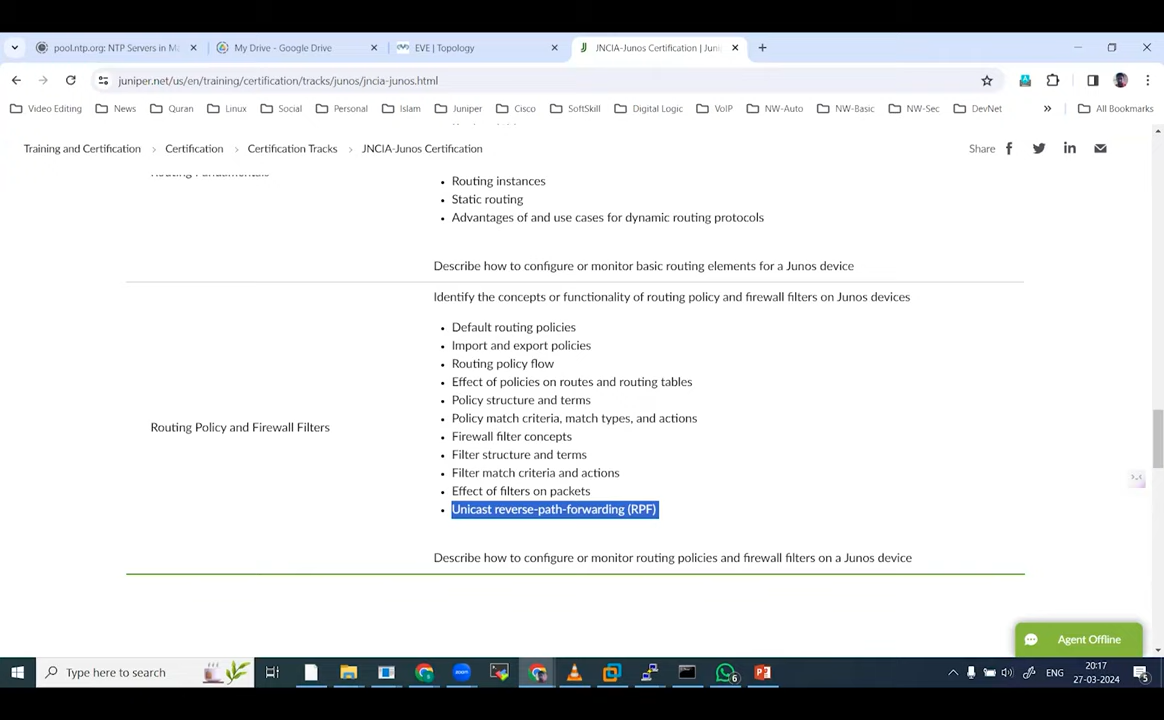 pool.ntp.org: NTP Servers in M
My Drive - Google Drive
EVE | Topology
JNCIA-Junos Certification | Juni
juniper.net/us/en/training/certification/tracks/junos/jncia-junos.html
Video Editing
News
Quran
Linux
Social
Personal
Islam
Juniper
Cisco
SoftSkill
Digital Logic
VoIP
NW-Auto
NW-Basic
NW-Sec
DevNet
»
All Bookmarks
Training and Certification > Certification > Certification Tracks > JNCIA-Junos Certification
Share
Routing Fundamentals
• Routing instances
• Static routing
• Advantages of and use cases for dynamic routing protocols
Describe how to configure or monitor basic routing elements for a Junos device
Identify the concepts or functionality of routing policy and firewall filters on Junos devices
• Default routing policies
• Import and export policies
• Routing policy flow
• Effect of policies on routes and routing tables
• Policy structure and terms
• Policy match criteria, match types, and actions
Routing Policy and Firewall Filters
• Firewall filter concepts
• Filter structure and terms
• Filter match criteria and actions
• Effect of filters on packets
• Unicast reverse-path-forwarding (RPF)
Describe how to configure or monitor routing policies and firewall filters on a Junos device
Agent Offline
Type here to search
6
ENG
20:17
27-03-2024
5